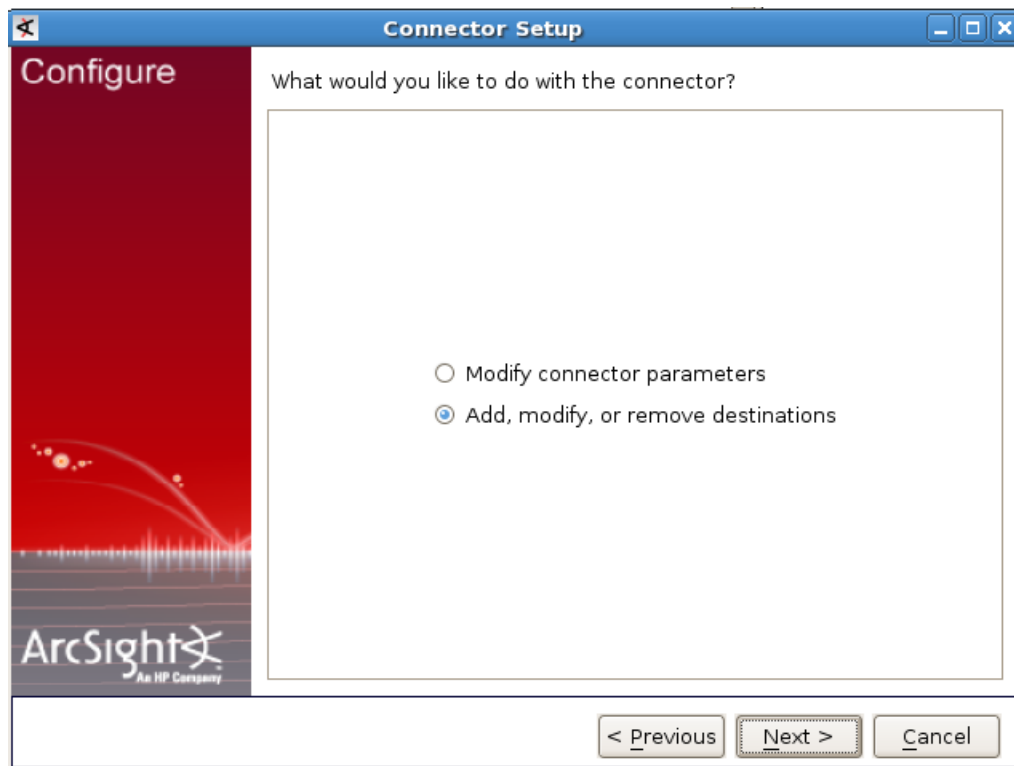 Connector Setup
Configure
What would you like to do with the connector?
Modify connector parameters
Add, modify, or remove destinations
ArcSight
An HP Company
< Previous
Next >
Cancel